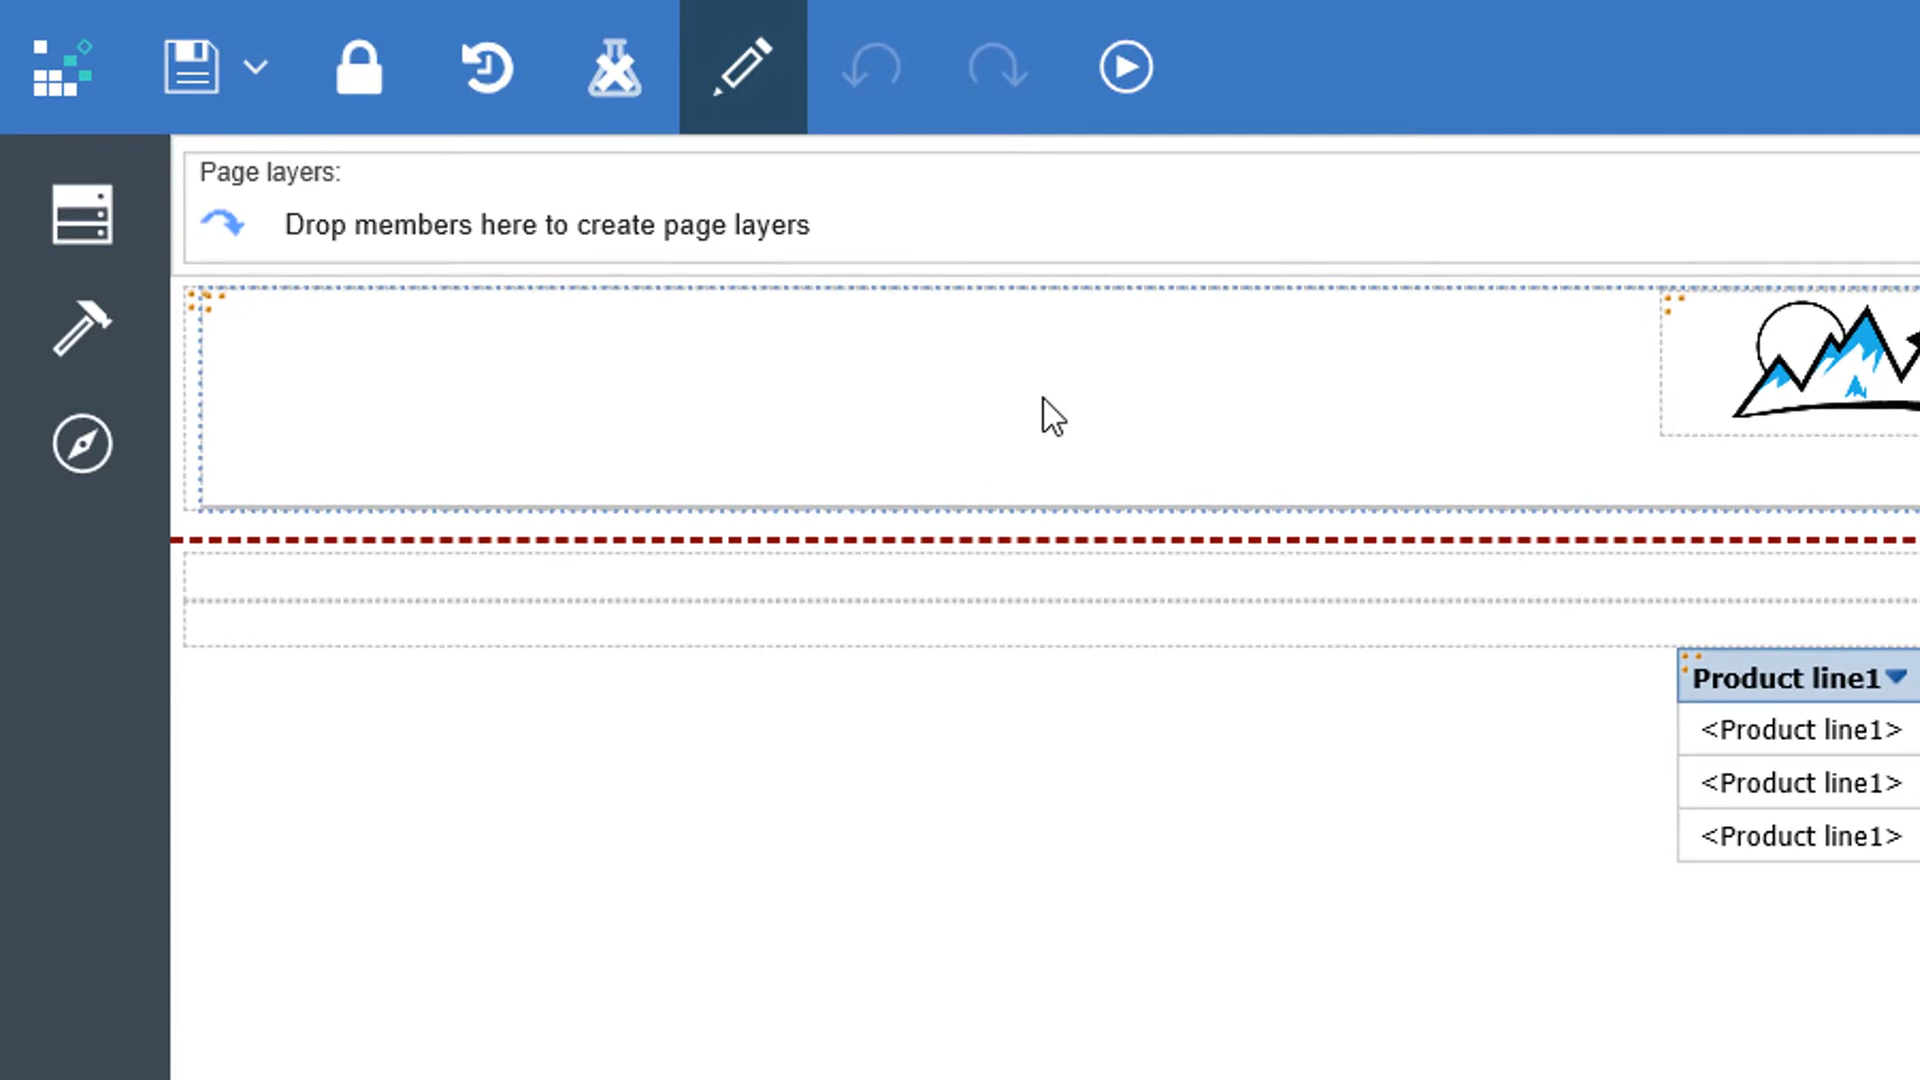 Page layers:
Drop members here to create page layers
Product line1
<Product line1>
<Product line1>
<Product line1>